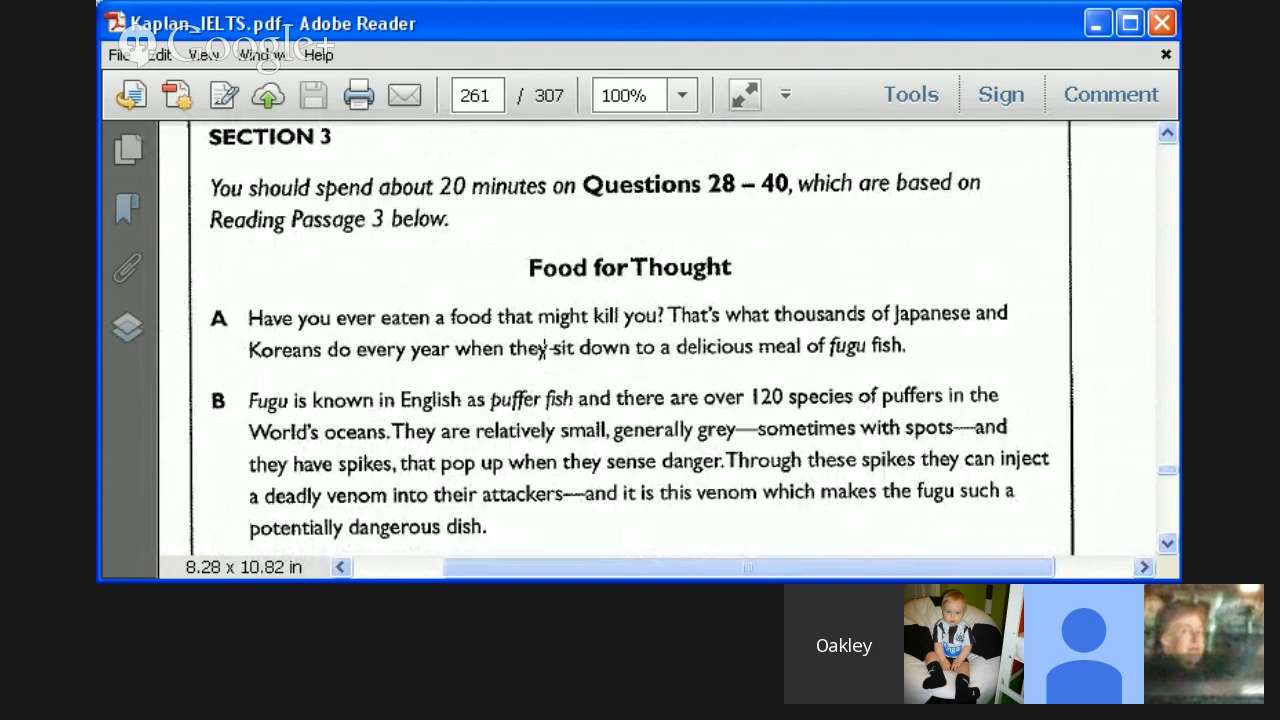 Kaplan_IELTS.pdf - Adobe Reader
Google+
File Edit View Window Help
261 / 307 100% Tools Sign Comment
SECTION 3
You should spend about 20 minutes on Questions 28 – 40, which are based on
Reading Passage 3 below.
Food for Thought
A Have you ever eaten a food that might kill you? That's what thousands of Japanese and
Koreans do every year when they sit down to a delicious meal of fugu fish.
B Fugu is known in English as puffer fish and there are over 120 species of puffers in the
World's oceans. They are relatively small, generally grey—sometimes with spots—and
they have spikes, that pop up when they sense danger. Through these spikes they can inject
a deadly venom into their attackers—and it is this venom which makes the fugu such a
potentially dangerous dish.
8.28 x 10.82 in
Oakley